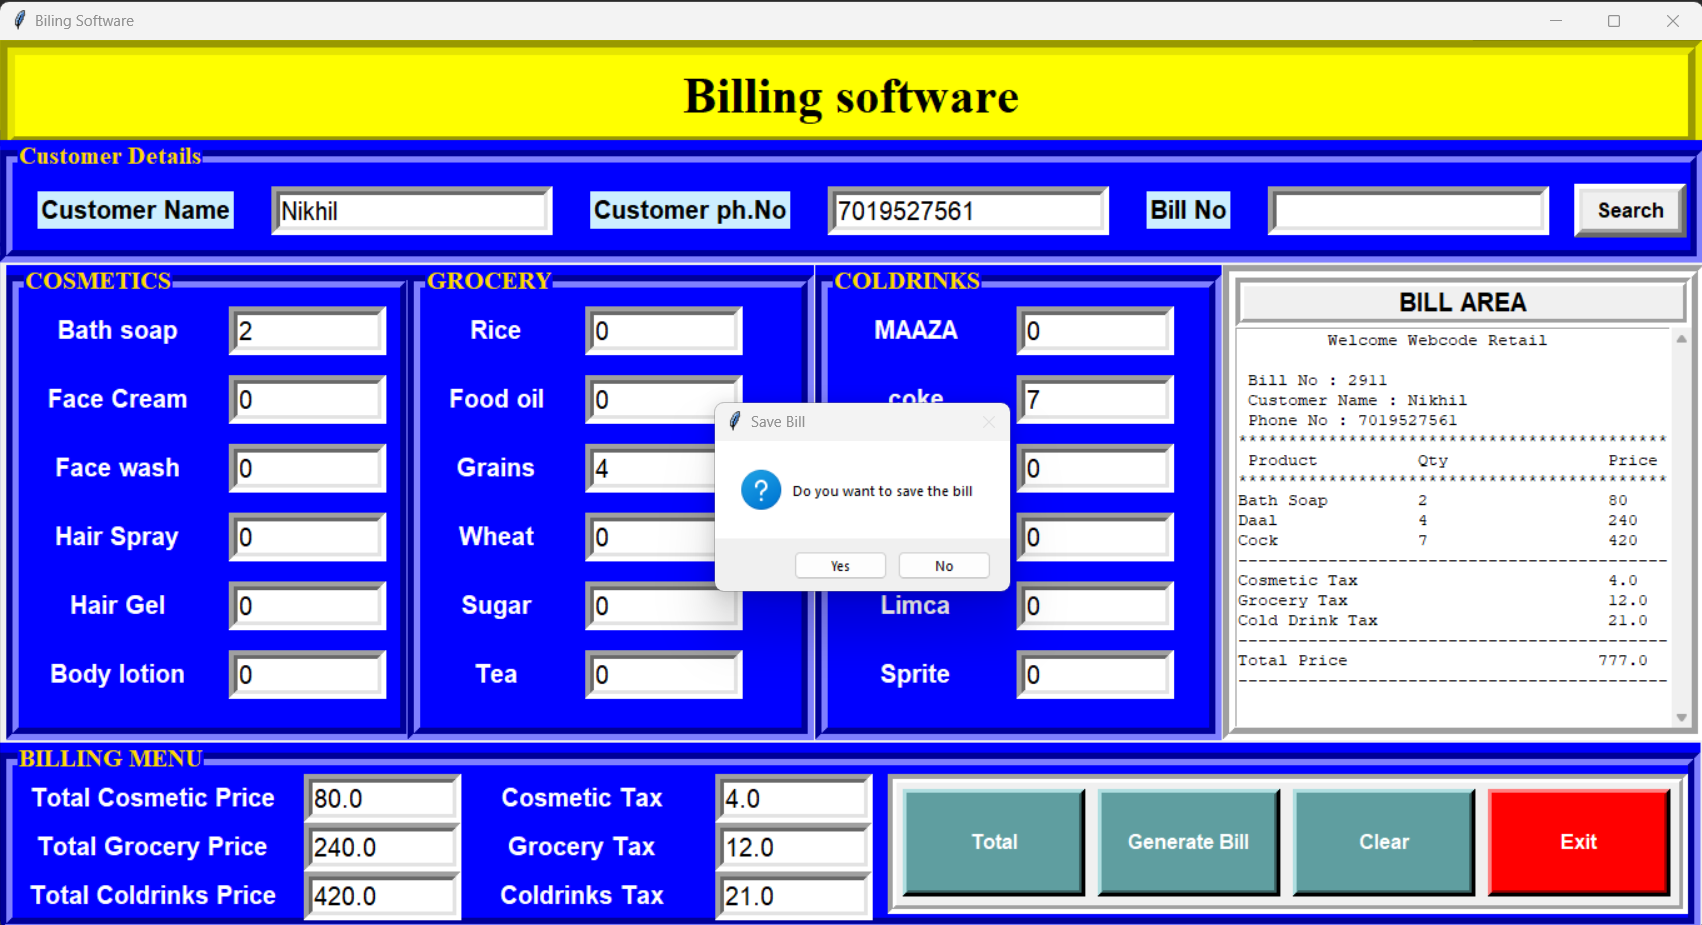 Biling Software
Billing software
Customer Details
Customer Name Nikhil Customer ph.No 7019527561 Bill No Search
COSMETICS
Bath soap 2
Face Cream 0
Face wash 0
Hair Spray 0
Hair Gel 0
Body lotion 0
GROCERY
Rice 0
Food oil 0
Grains 4
Wheat 0
Sugar 0
Tea 0
COLDRINKS
MAAZA 0
coke 7
0
0
Limca 0
Sprite 0
Save Bill
Do you want to save the bill
Yes No
BILL AREA
Welcome Webcode Retail
Bill No : 2911
Customer Name : Nikhil
Phone No : 7019527561
*******************************************
Product Qty Price
*******************************************
Bath Soap 2 80
Daal 4 240
Cock 7 420
-------------------------------------------
Cosmetic Tax 4.0
Grocery Tax 12.0
Cold Drink Tax 21.0
-------------------------------------------
Total Price 777.0
-------------------------------------------
BILLING MENU
Total Cosmetic Price 80.0 Cosmetic Tax 4.0
Total Grocery Price 240.0 Grocery Tax 12.0
Total Coldrinks Price 420.0 Coldrinks Tax 21.0
Total Generate Bill Clear Exit